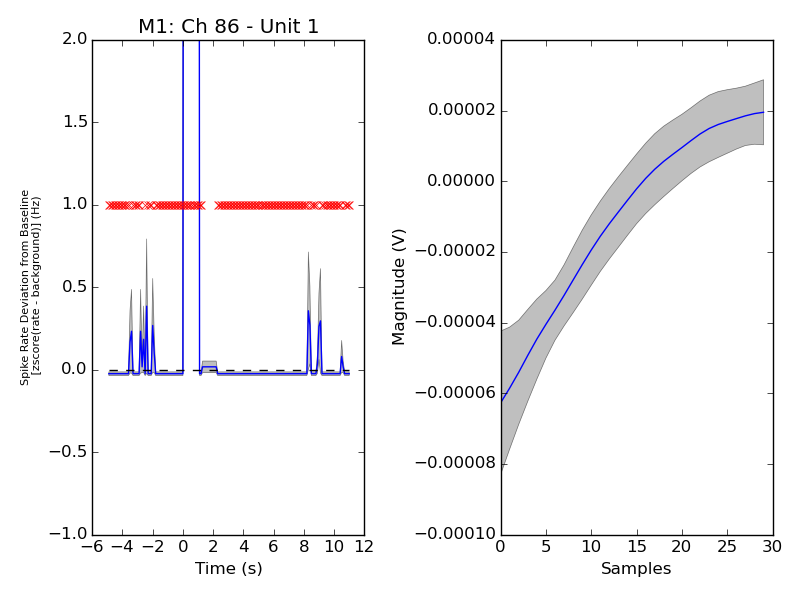 M1: Ch 86 - Unit 1
Spike Rate Deviation from Baseline
[zscore(rate - background)] (Hz)
2.0
1.5
1.0
0.5
0.0
−0.5
−1.0
−6 −4 −2 0 2 4 6 8 10 12
Time (s)
Magnitude (V)
0.00004
0.00002
0.00000
−0.00002
−0.00004
−0.00006
−0.00008
−0.00010
0 5 10 15 20 25 30
Samples